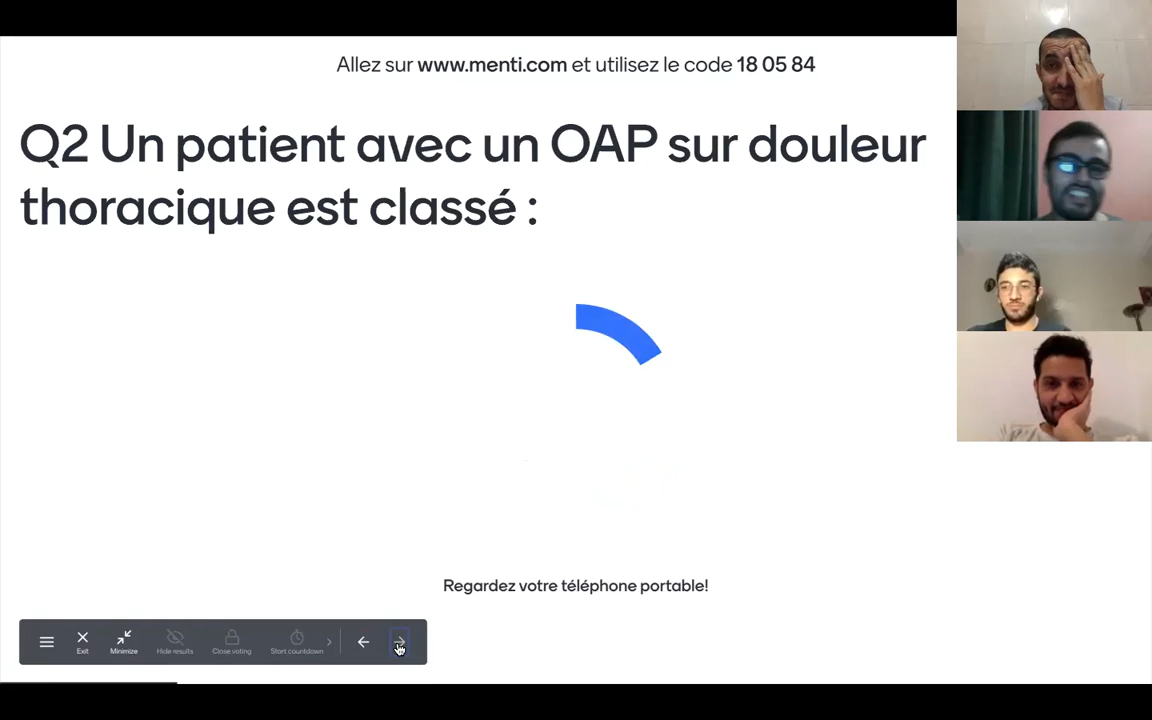 Allez sur www.menti.com et utilisez le code 18 05 84
Q2 Un patient avec un OAP sur douleur
thoracique est classé :
Regardez votre téléphone portable!
Exit
Minimize
Hide results
Close voting
Start countdown